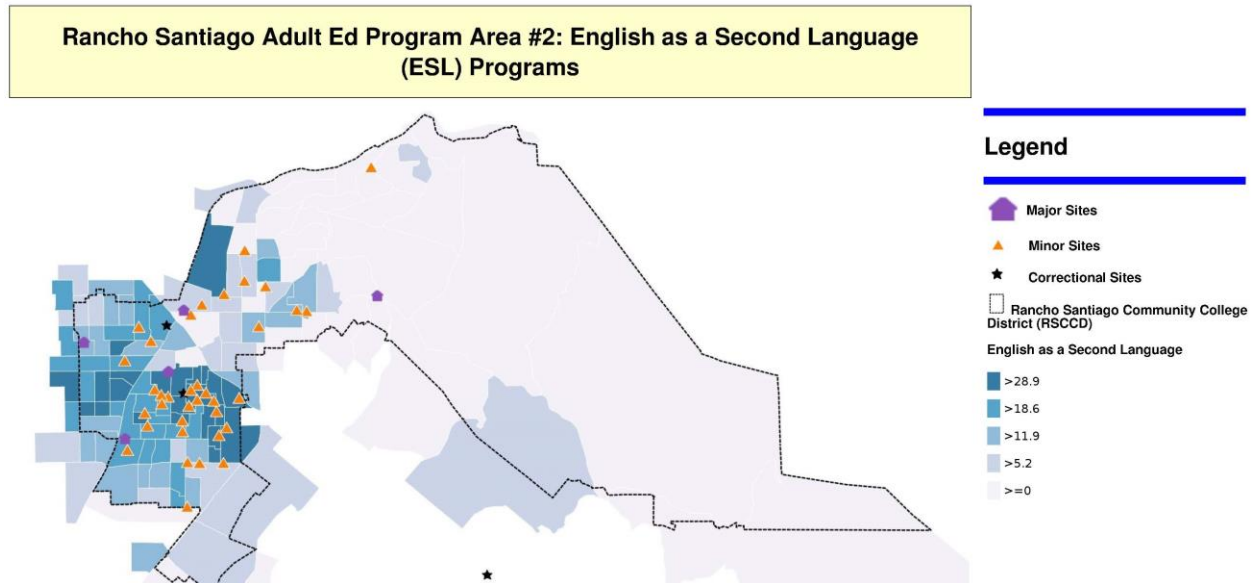 Rancho Santiago Adult Ed Program Area #2: English as a Second Language
(ESL) Programs
Legend
Major Sites
Minor Sites
Correctional Sites
Rancho Santiago Community College
District (RSCCD)
English as a Second Language
>28.9
>18.6
>11.9
>5.2
>=0